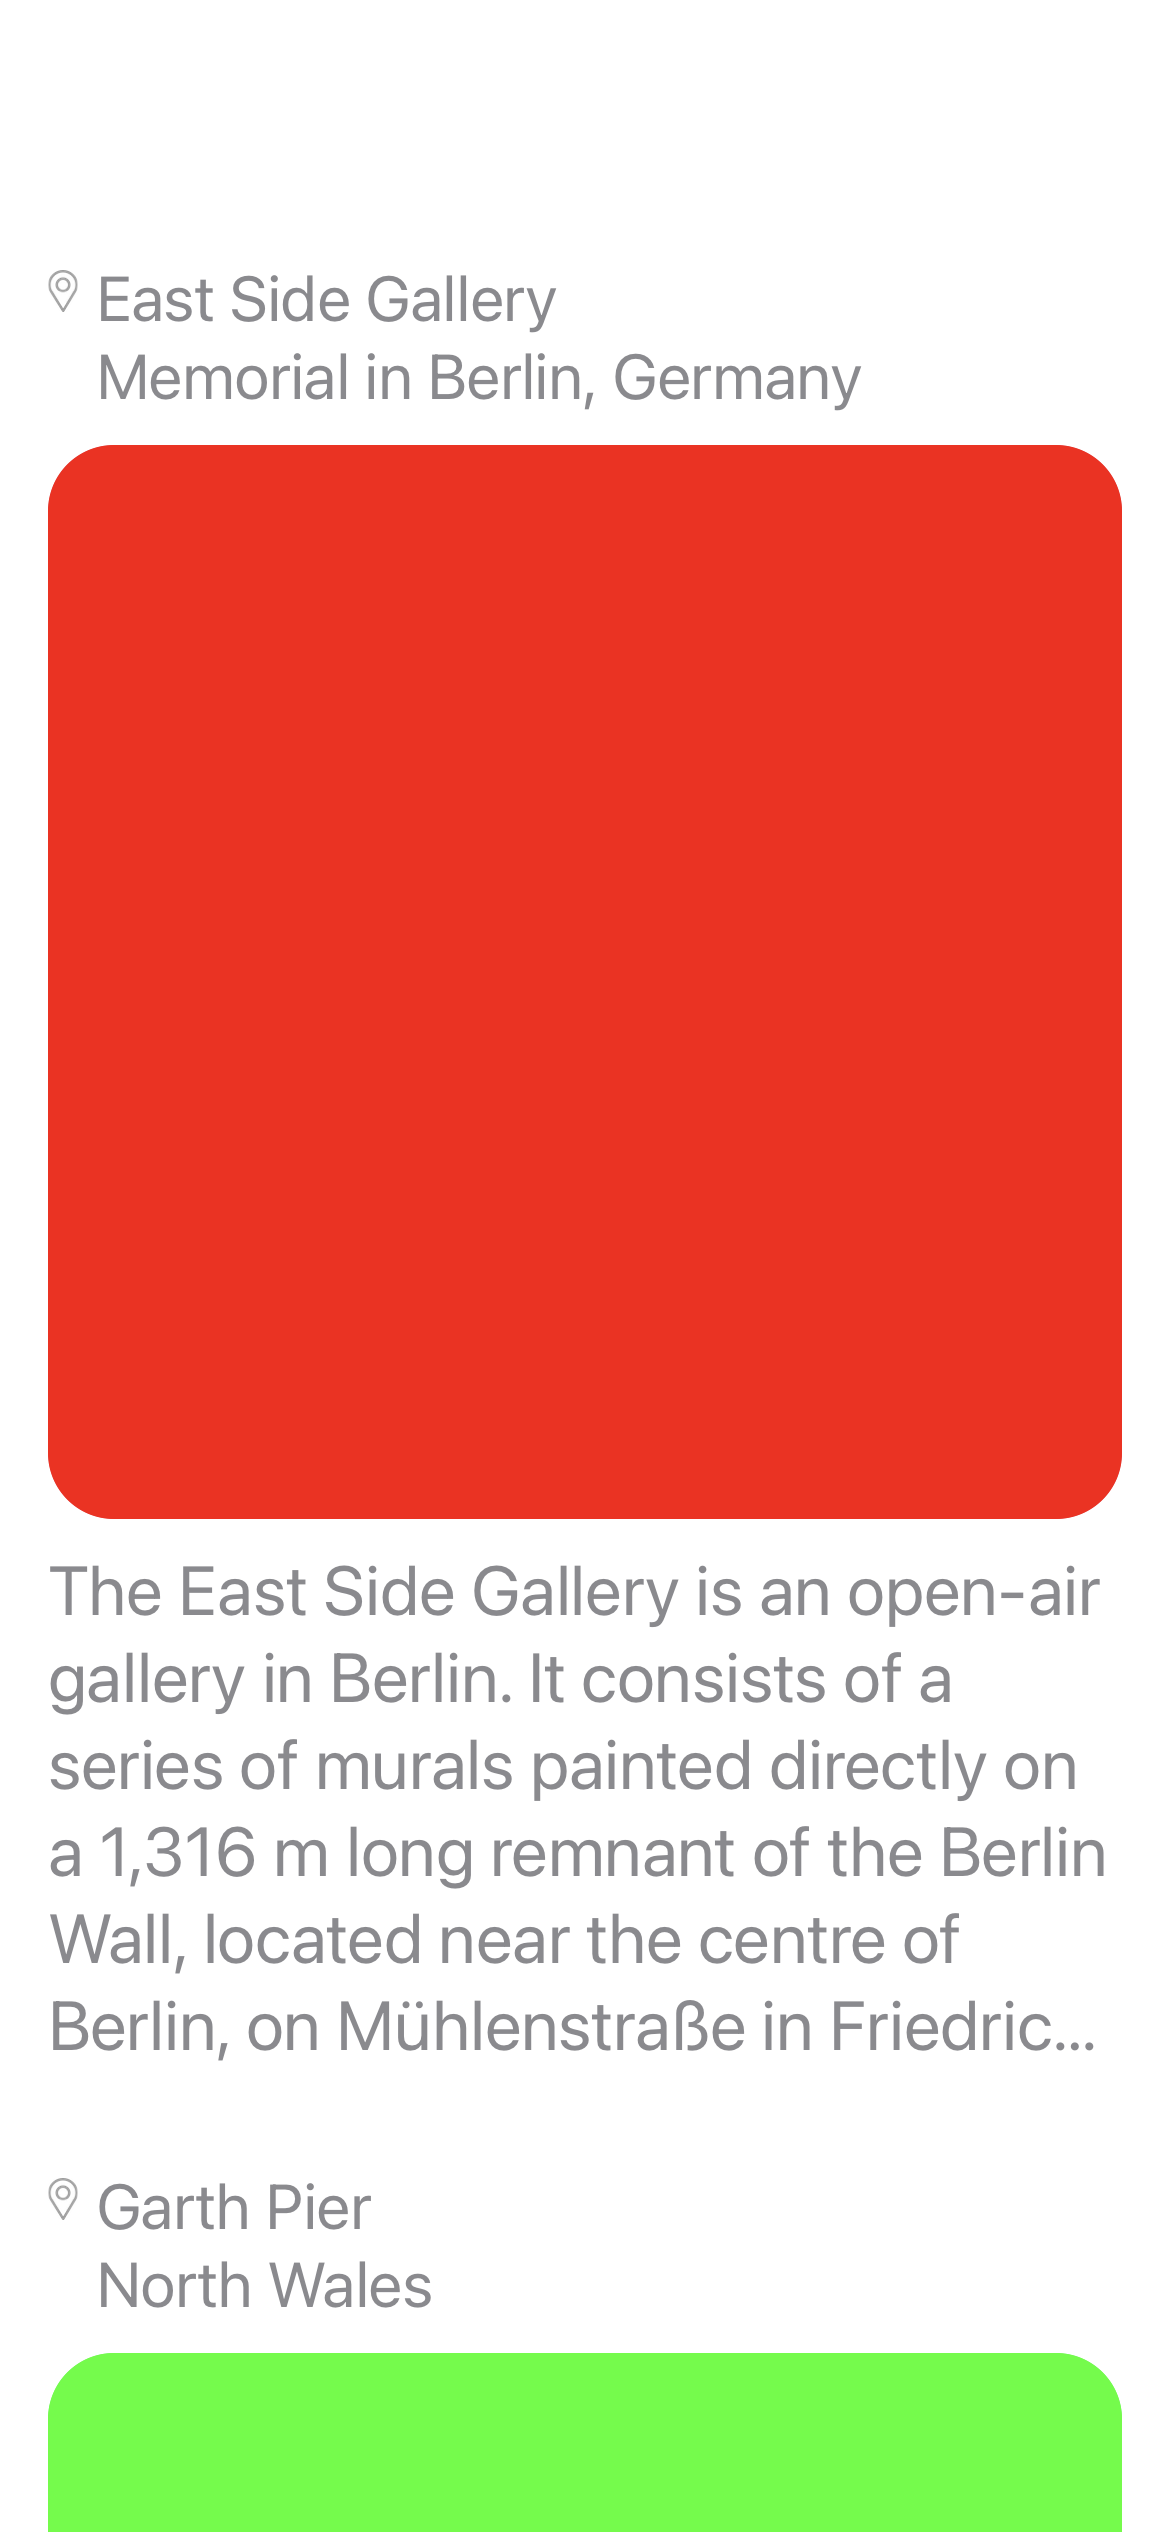 East Side Gallery
Memorial in Berlin, Germany
The East Side Gallery is an open-air
gallery in Berlin. It consists of a
series of murals painted directly on
a 1,316 m long remnant of the Berlin
Wall, located near the centre of
Berlin, on Mühlenstraße in Friedric...
Garth Pier
North Wales